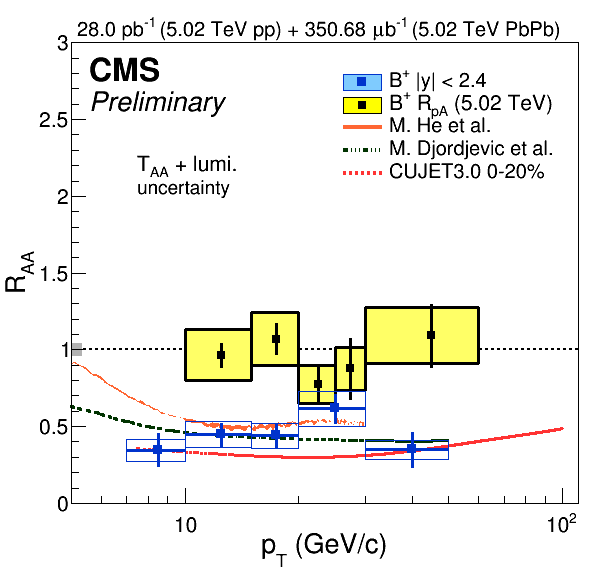 28.0 pb⁻¹ (5.02 TeV pp) + 350.68 μb⁻¹ (5.02 TeV PbPb)
CMS
Preliminary
T_AA + lumi.
uncertainty
B⁺ |y| < 2.4
B⁺ R_pA (5.02 TeV)
M. He et al.
M. Djordjevic et al.
CUJET3.0 0-20%
R_AA
3
2.5
2
1.5
1
0.5
0
10
10²
p_T (GeV/c)